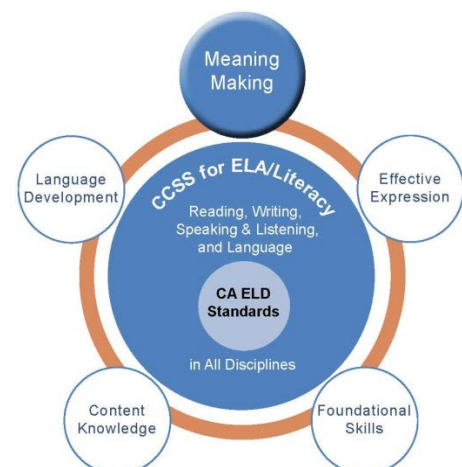 Meaning
Making
Language
Development
Effective
Expression
CCSS for ELA/Literacy
Reading, Writing,
Speaking & Listening,
and Language
CA ELD
Standards
in All Disciplines
Content
Knowledge
Foundational
Skills